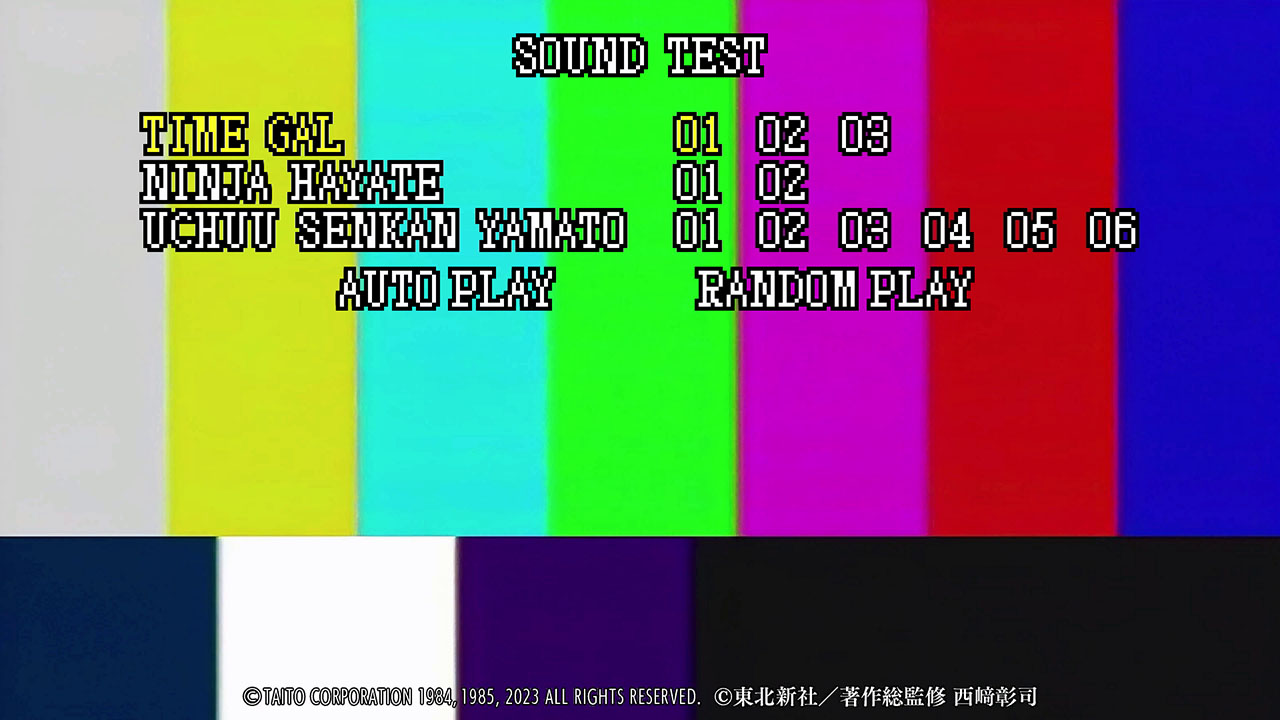 SOUND TEST
TIME GAL 01 02 03
NINJA HAYATE 01 02
UCHUU SENKAN YAMATO 01 02 03 04 05 06
AUTO PLAY RANDOM PLAY
©TAITO CORPORATION 1984, 1985, 2023 ALL RIGHTS RESERVED. ©東北新社／著作総監修 西﨑彰司